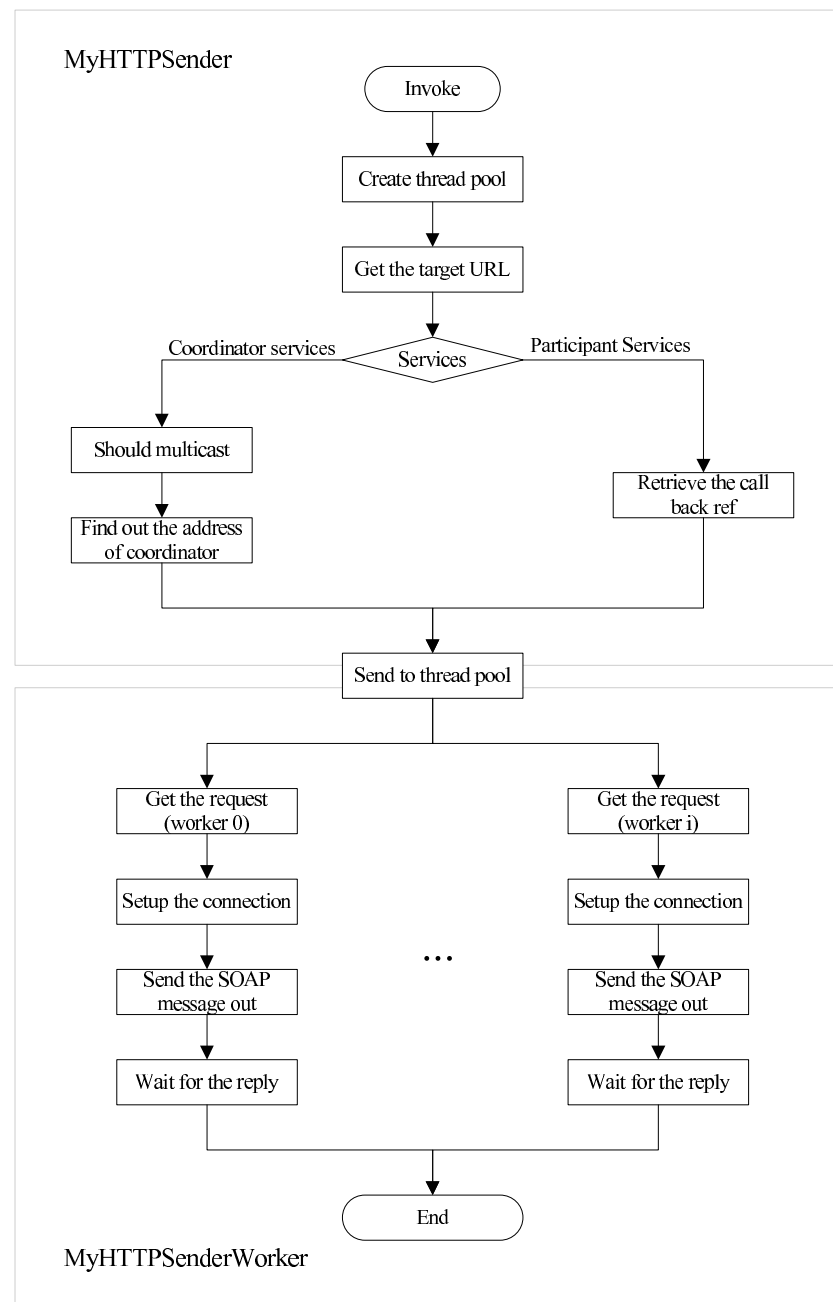 MyHTTPSender
Invoke
Create thread pool
Get the target URL
Coordinator services
Services
Participant Services
Should multicast
Find out the address
of coordinator
Retrieve the call
back ref
Send to thread pool
Get the request
(worker 0)
Get the request
(worker i)
Setup the connection
Setup the connection
...
Send the SOAP
message out
Send the SOAP
message out
Wait for the reply
Wait for the reply
End
MyHTTPSenderWorker